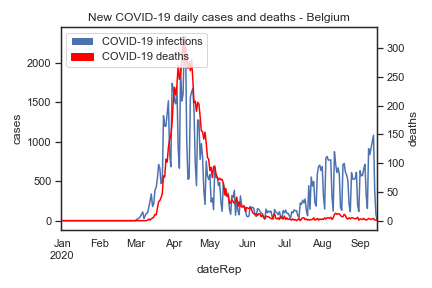 New COVID-19 daily cases and deaths - Belgium
COVID-19 infections
COVID-19 deaths
cases
2000
1500
1000
500
0
deaths
300
250
200
150
100
50
0
Jan Feb Mar Apr May Jun Jul Aug Sep
2020
dateRep